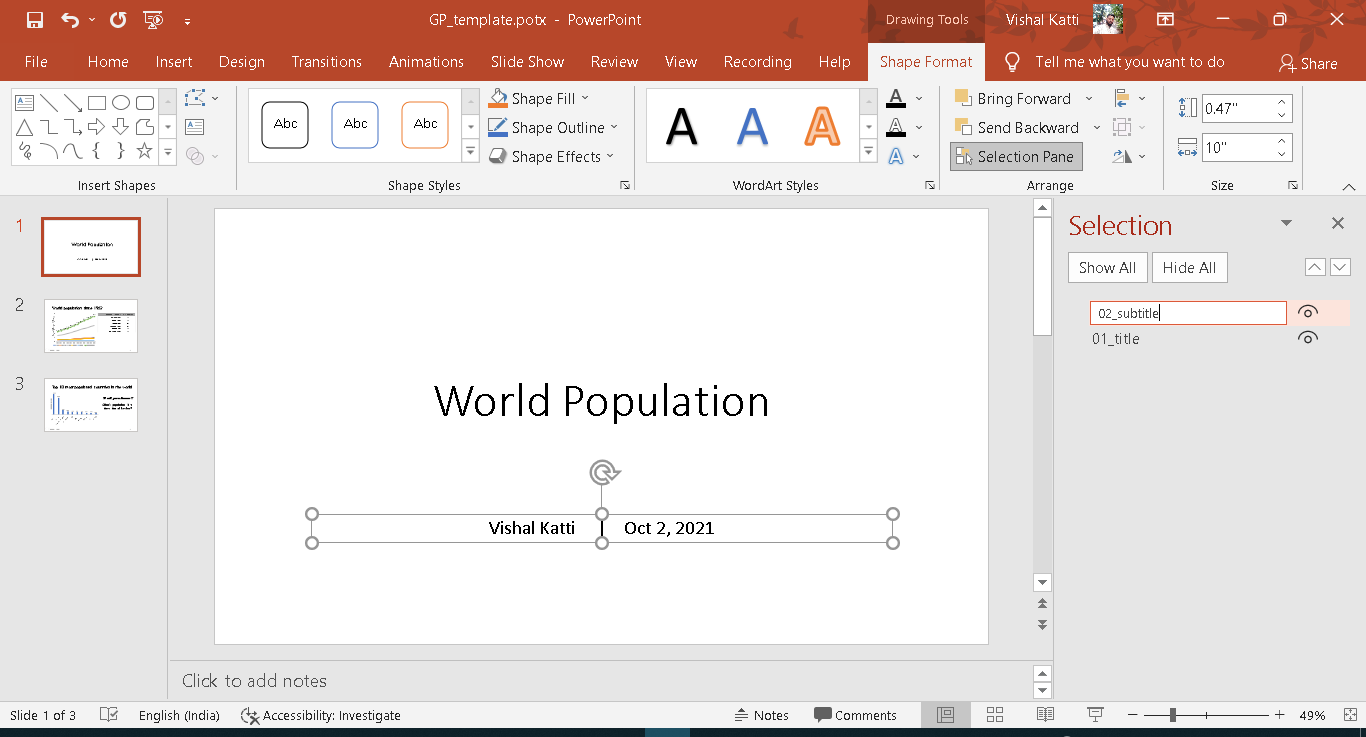 GP_template.potx - PowerPoint
Drawing Tools
Vishal Katti
File Home Insert Design Transitions Animations Slide Show Review View Recording Help Shape Format Tell me what you want to do Share
Abc Abc Abc
Shape Fill
Shape Outline
Shape Effects
A A A
Bring Forward
Send Backward
Selection Pane
0.47"
10"
Insert Shapes Shape Styles WordArt Styles Arrange Size
1
World Population
2
World population since 1952
3
Top 10 most populated countries in the world
World Population
Vishal Katti | Oct 2, 2021
Click to add notes
Selection
Show All Hide All
02_subtitle
01_title
Slide 1 of 3 English (India) Accessibility: Investigate Notes Comments 49%